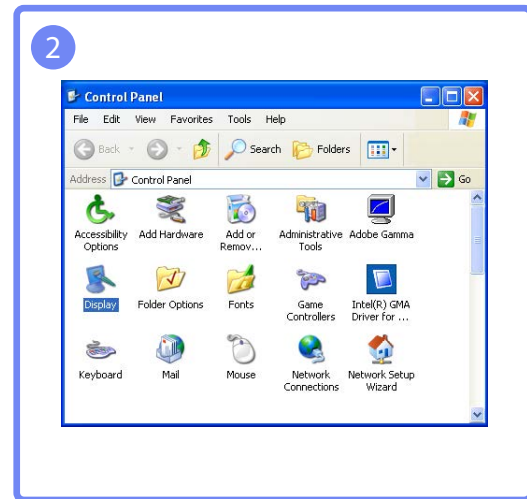 2
Control Panel
File Edit View Favorites Tools Help
Back Search Folders
Address Control Panel Go
Accessibility Options
Add Hardware
Add or Remov...
Administrative Tools
Adobe Gamma
Display
Folder Options
Fonts
Game Controllers
Intel(R) GMA Driver for ...
Keyboard
Mail
Mouse
Network Connections
Network Setup Wizard